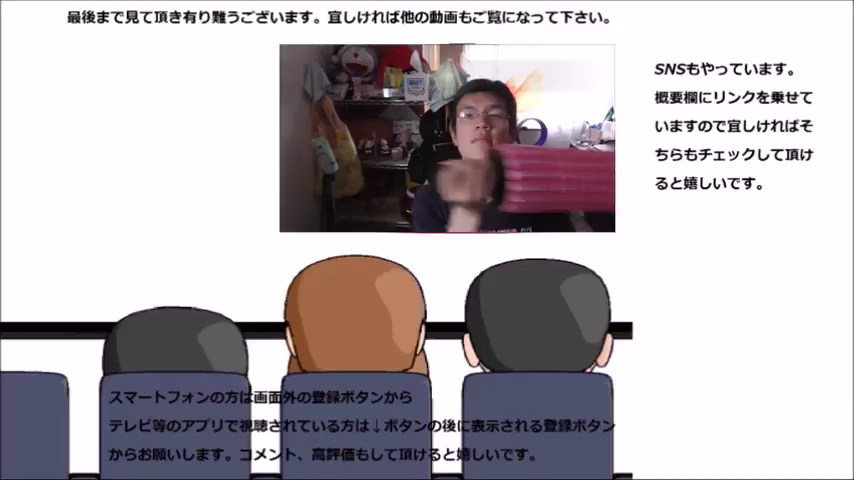 最後まで見て頂き有り難うございます。宜しければ他の動画もご覧になって下さい。
SNSもやっています。
概要欄にリンクを乗せて
いますので宜しければそ
ちらもチェックして頂け
ると嬉しいです。
スマートフォンの方は画面外の登録ボタンから
テレビ等のアプリで視聴されている方は↓ボタンの後に表示される登録ボタン
からお願いします。コメント、高評価もして頂けると嬉しいです。